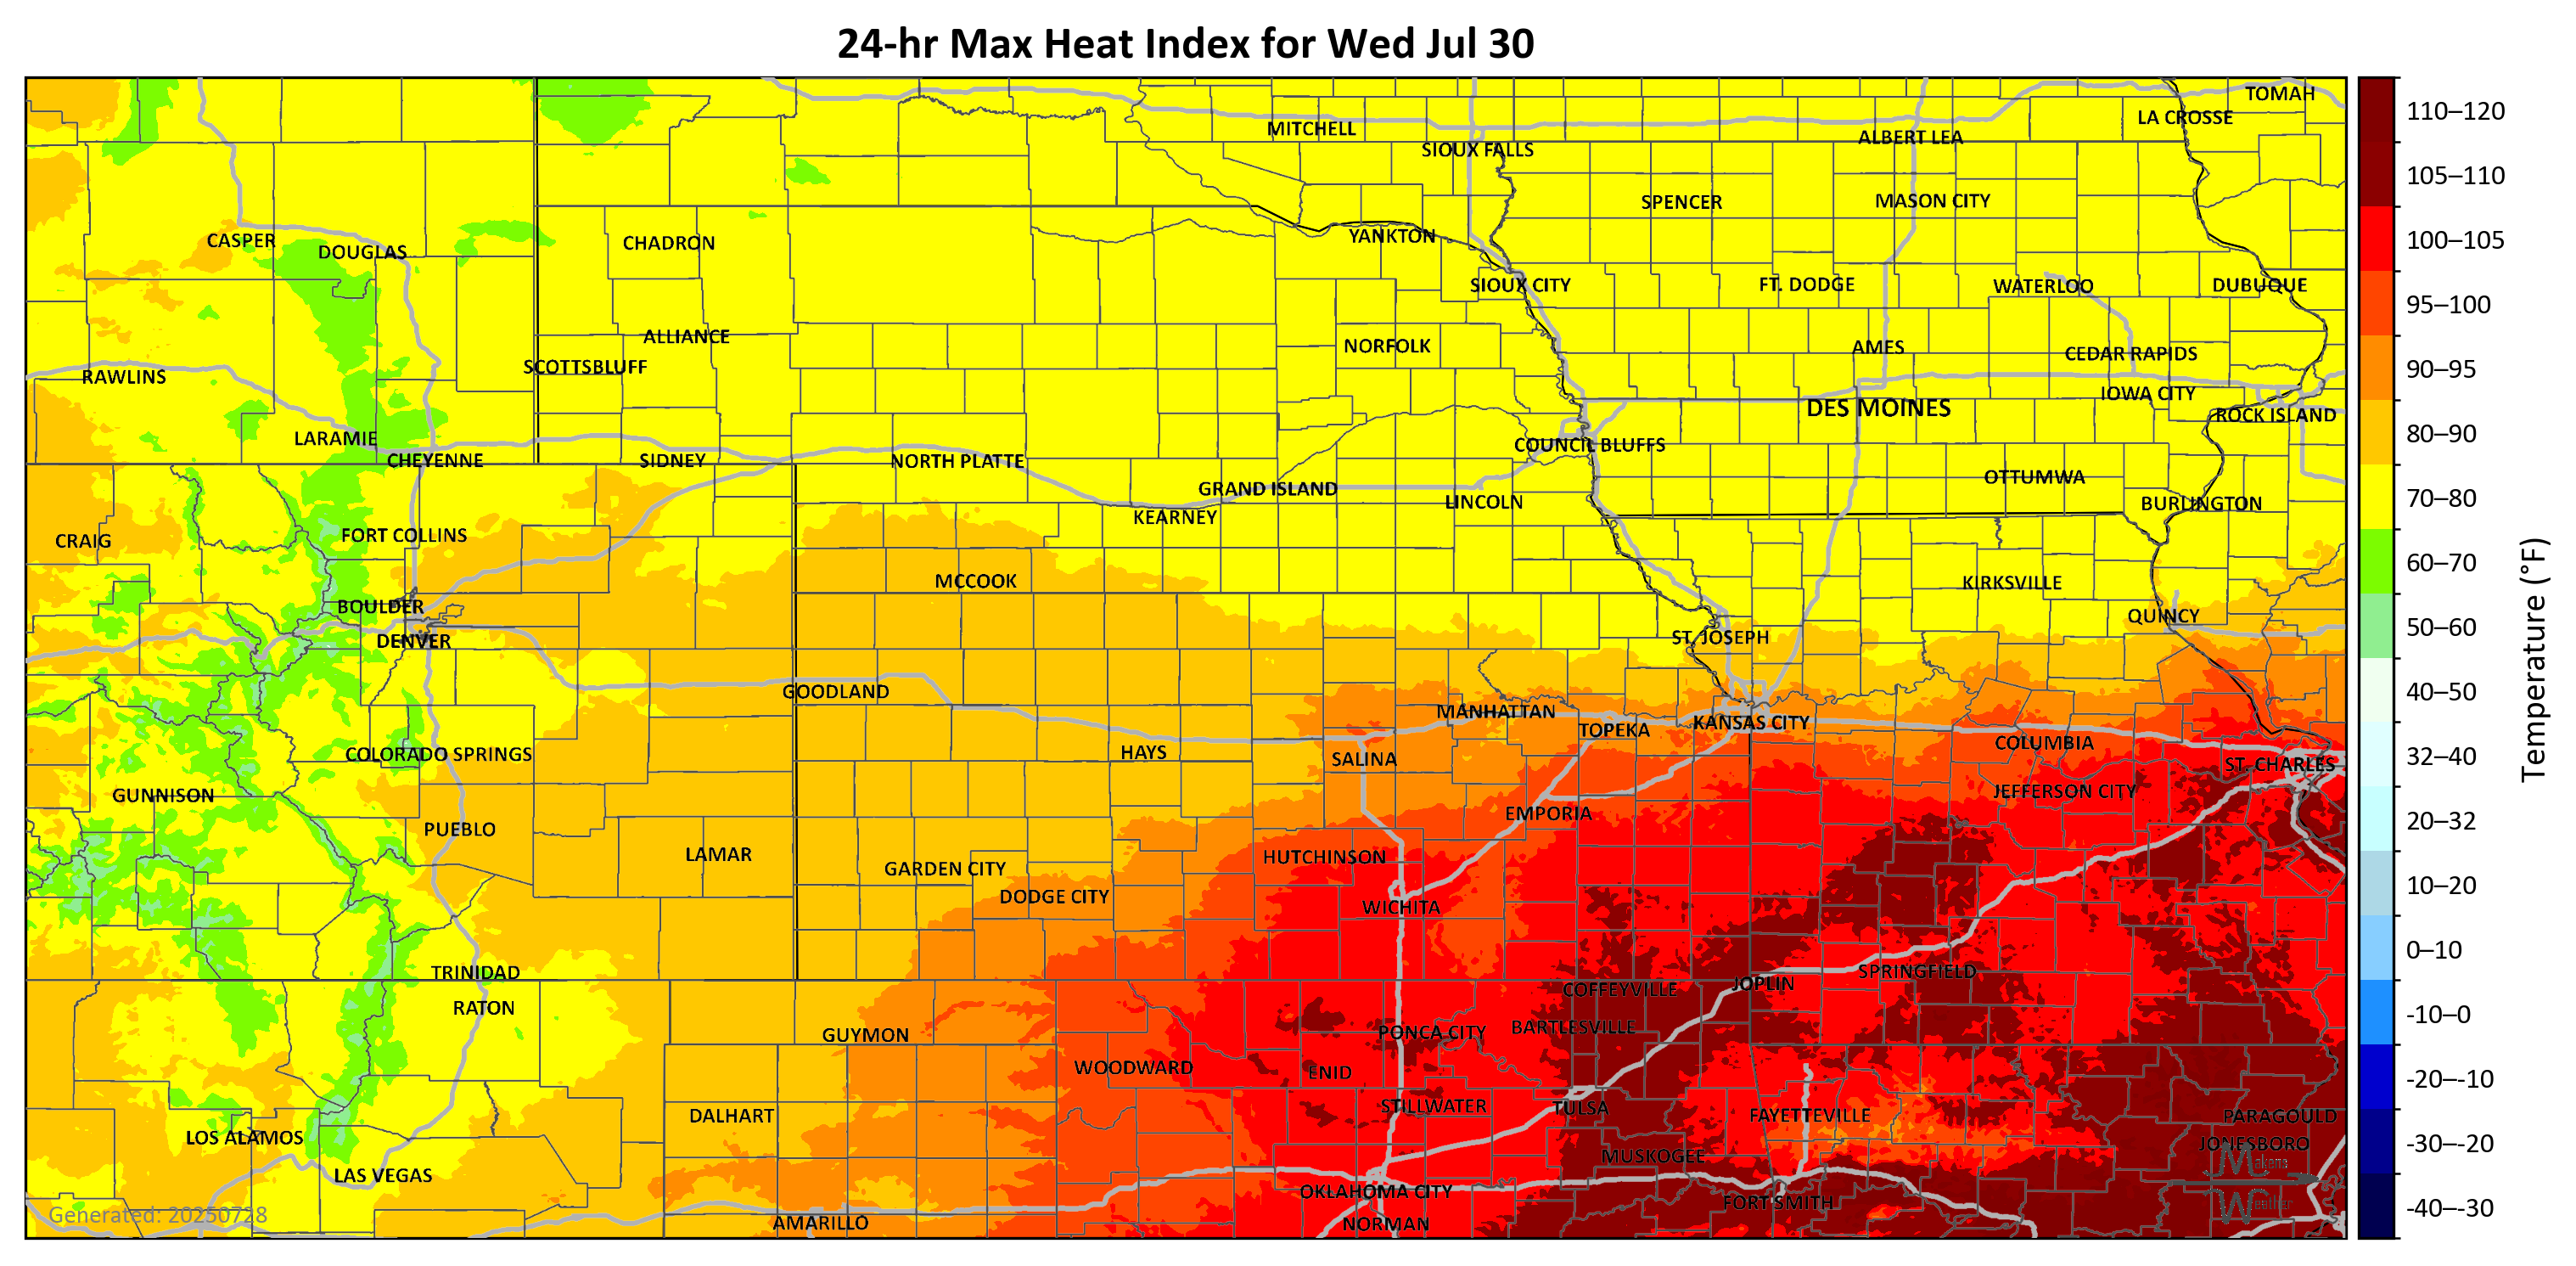 24-hr Max Heat Index for Wed Jul 30
TOMAH
LA CROSSE
MITCHELL
ALBERT LEA
SIOUX FALLS
SPENCER
MASON CITY
CASPER
DOUGLAS
CHADRON
YANKTON
SIOUX CITY
FT. DODGE
WATERLOO
DUBUQUE
ALLIANCE
NORFOLK
AMES
CEDAR RAPIDS
SCOTTSBLUFF
RAWLINS
IOWA CITY
DES MOINES
ROCK ISLAND
LARAMIE
COUNCIL BLUFFS
CHEYENNE
SIDNEY
NORTH PLATTE
OTTUMWA
GRAND ISLAND
LINCOLN
BURLINGTON
KEARNEY
FORT COLLINS
CRAIG
MCCOOK
KIRKSVILLE
BOULDER
QUINCY
DENVER
ST. JOSEPH
GOODLAND
MANHATTAN
KANSAS CITY
TOPEKA
COLUMBIA
COLORADO SPRINGS
HAYS
SALINA
ST. CHARLES
GUNNISON
JEFFERSON CITY
EMPORIA
PUEBLO
LAMAR
HUTCHINSON
GARDEN CITY
DODGE CITY
WICHITA
TRINIDAD
SPRINGFIELD
JOPLIN
COFFEYVILLE
RATON
BARTLESVILLE
GUYMON
PONCA CITY
WOODWARD
ENID
STILLWATER
TULSA
DALHART
FAYETTEVILLE
PARAGOULD
LOS ALAMOS
JONESBORO
MUSKOGEE
Makens
LAS VEGAS
OKLAHOMA CITY
FORT SMITH
Weather
Generated: 20250728
AMARILLO
NORMAN
110–120
105–110
100–105
95–100
90–95
80–90
70–80
60–70
50–60
40–50
32–40
20–32
10–20
0–10
-10–0
-20–-10
-30–-20
-40–-30
Temperature (°F)